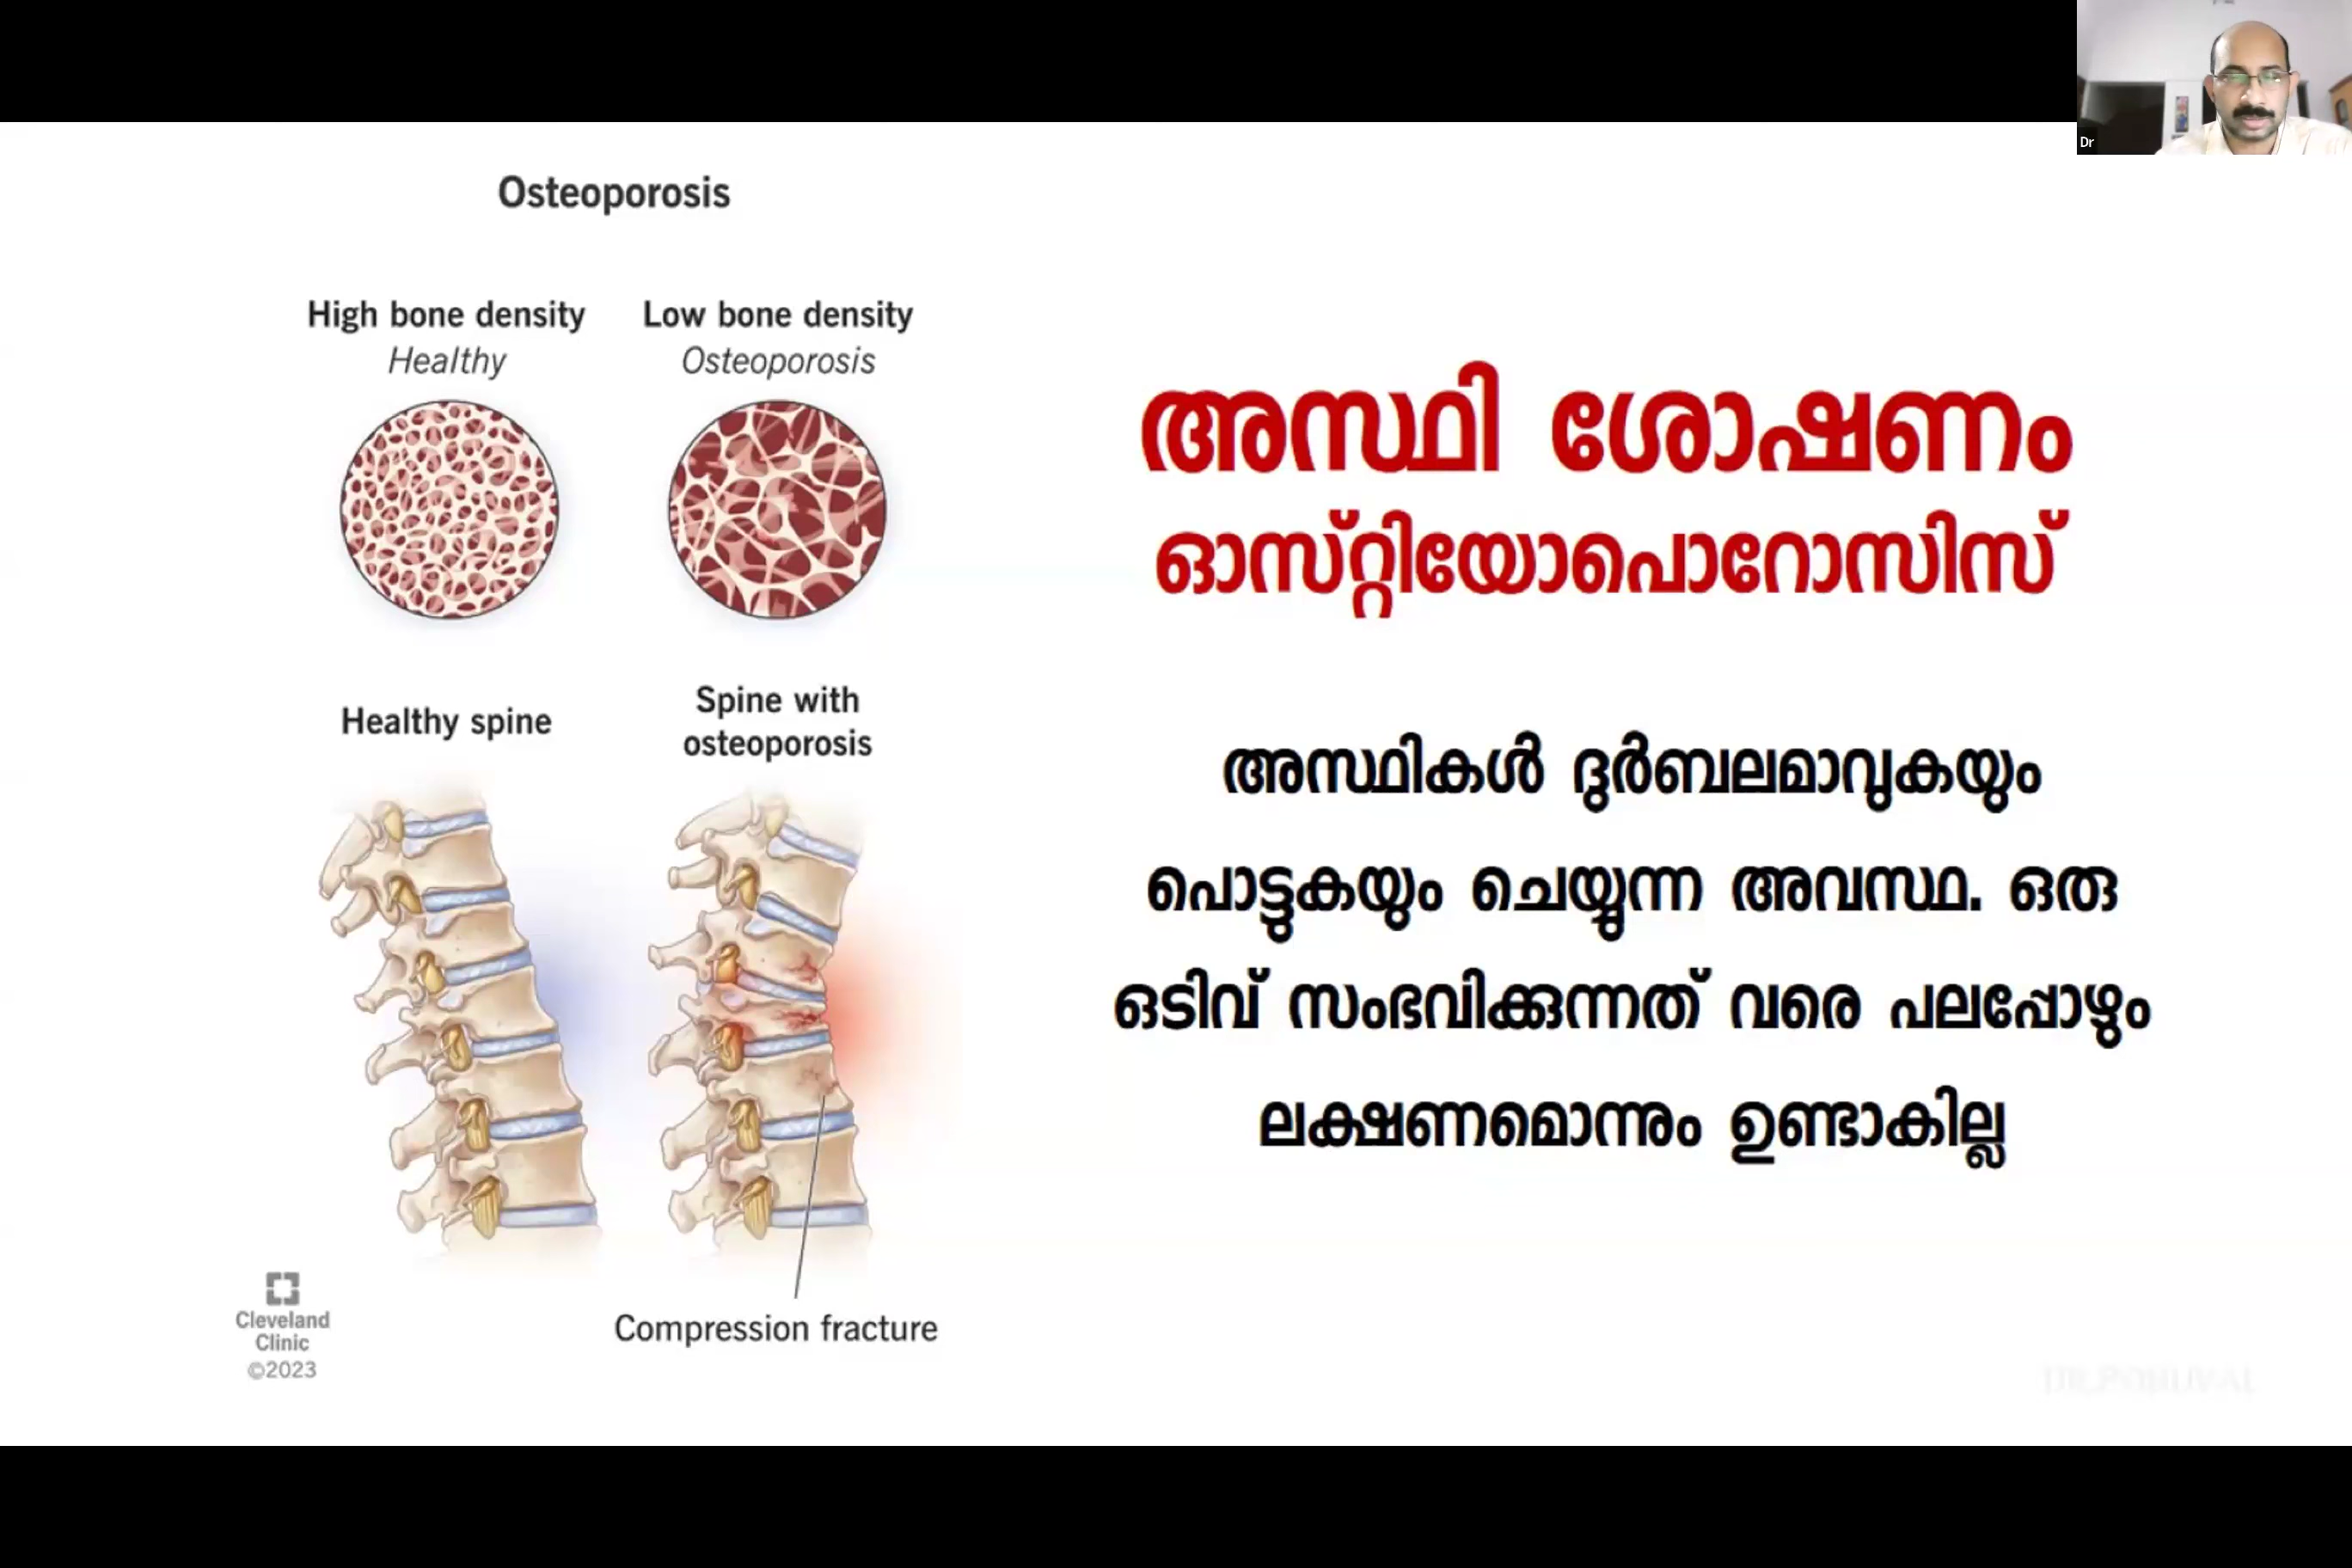 Dr
Osteoporosis
High bone density
Healthy
Low bone density
Osteoporosis
Healthy spine
Spine with
osteoporosis
Compression fracture
Cleveland
Clinic
©2023
അസ്ഥി ശോഷണം
ഓസ്റ്റിയോപൊറോസിസ്
അസ്ഥികൾ ദുർബലമാവുകയും
പൊട്ടുകയും ചെയ്യുന്ന അവസ്ഥ. ഒരു
ഒടിവ് സംഭവിക്കുന്നത് വരെ പലപ്പോഴും
ലക്ഷണമൊന്നും ഉണ്ടാകില്ല